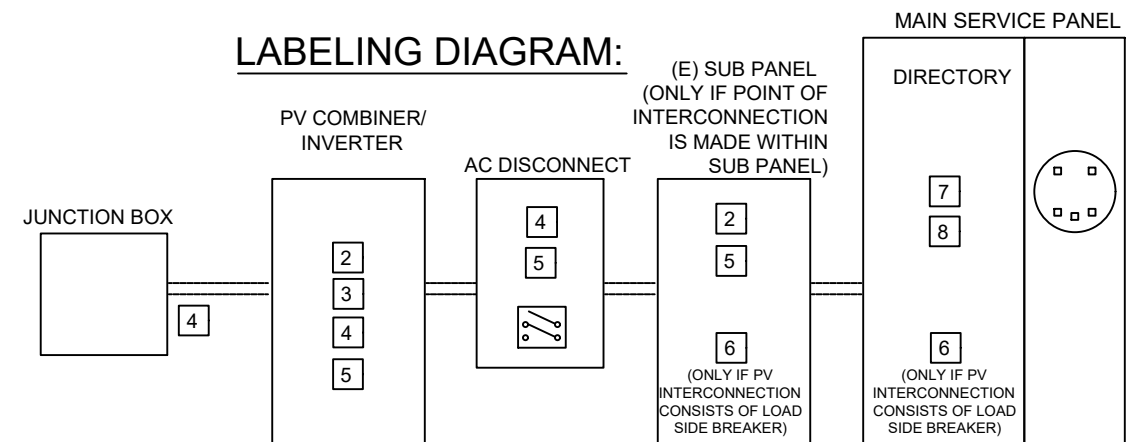 LABELING DIAGRAM:
JUNCTION BOX
4
PV COMBINER/
INVERTER
2
3
4
5
AC DISCONNECT
4
5
(E) SUB PANEL
(ONLY IF POINT OF
INTERCONNECTION
IS MADE WITHIN
SUB PANEL)
2
5
6
(ONLY IF PV
INTERCONNECTION
CONSISTS OF LOAD
SIDE BREAKER)
MAIN SERVICE PANEL
DIRECTORY
7
8
6
(ONLY IF PV
INTERCONNECTION
CONSISTS OF LOAD
SIDE BREAKER)